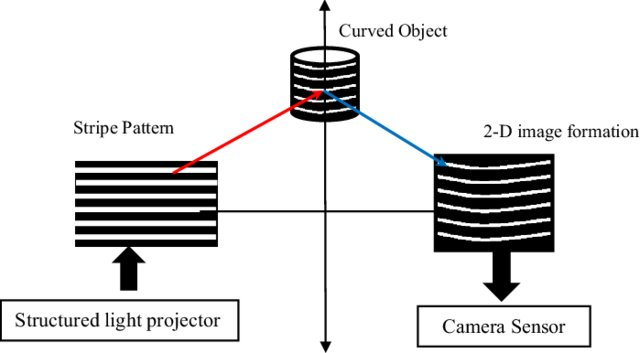 Curved Object
Stripe Pattern
2-D image formation
Structured light projector
Camera Sensor